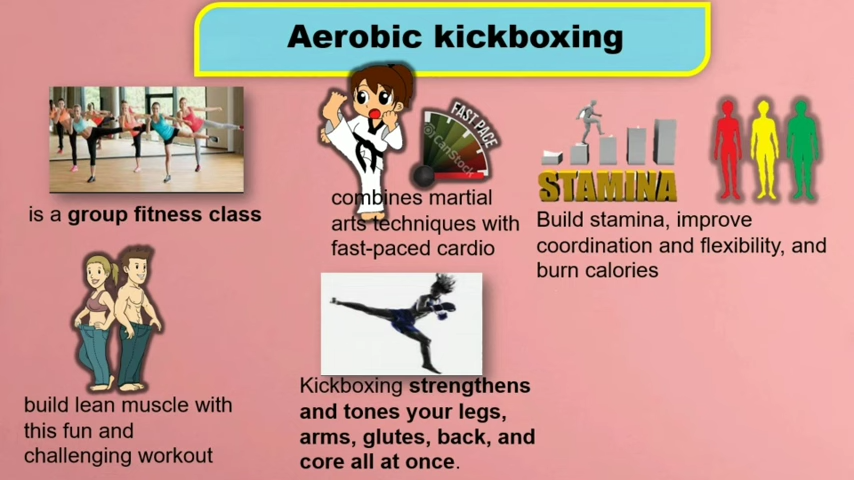 Aerobic kickboxing
is a group fitness class
FAST PACE
© CanStock
combines martial
arts techniques with
fast-paced cardio
STAMINA
Build stamina, improve
coordination and flexibility, and
burn calories
build lean muscle with
this fun and
challenging workout
Kickboxing strengthens
and tones your legs,
arms, glutes, back, and
core all at once.